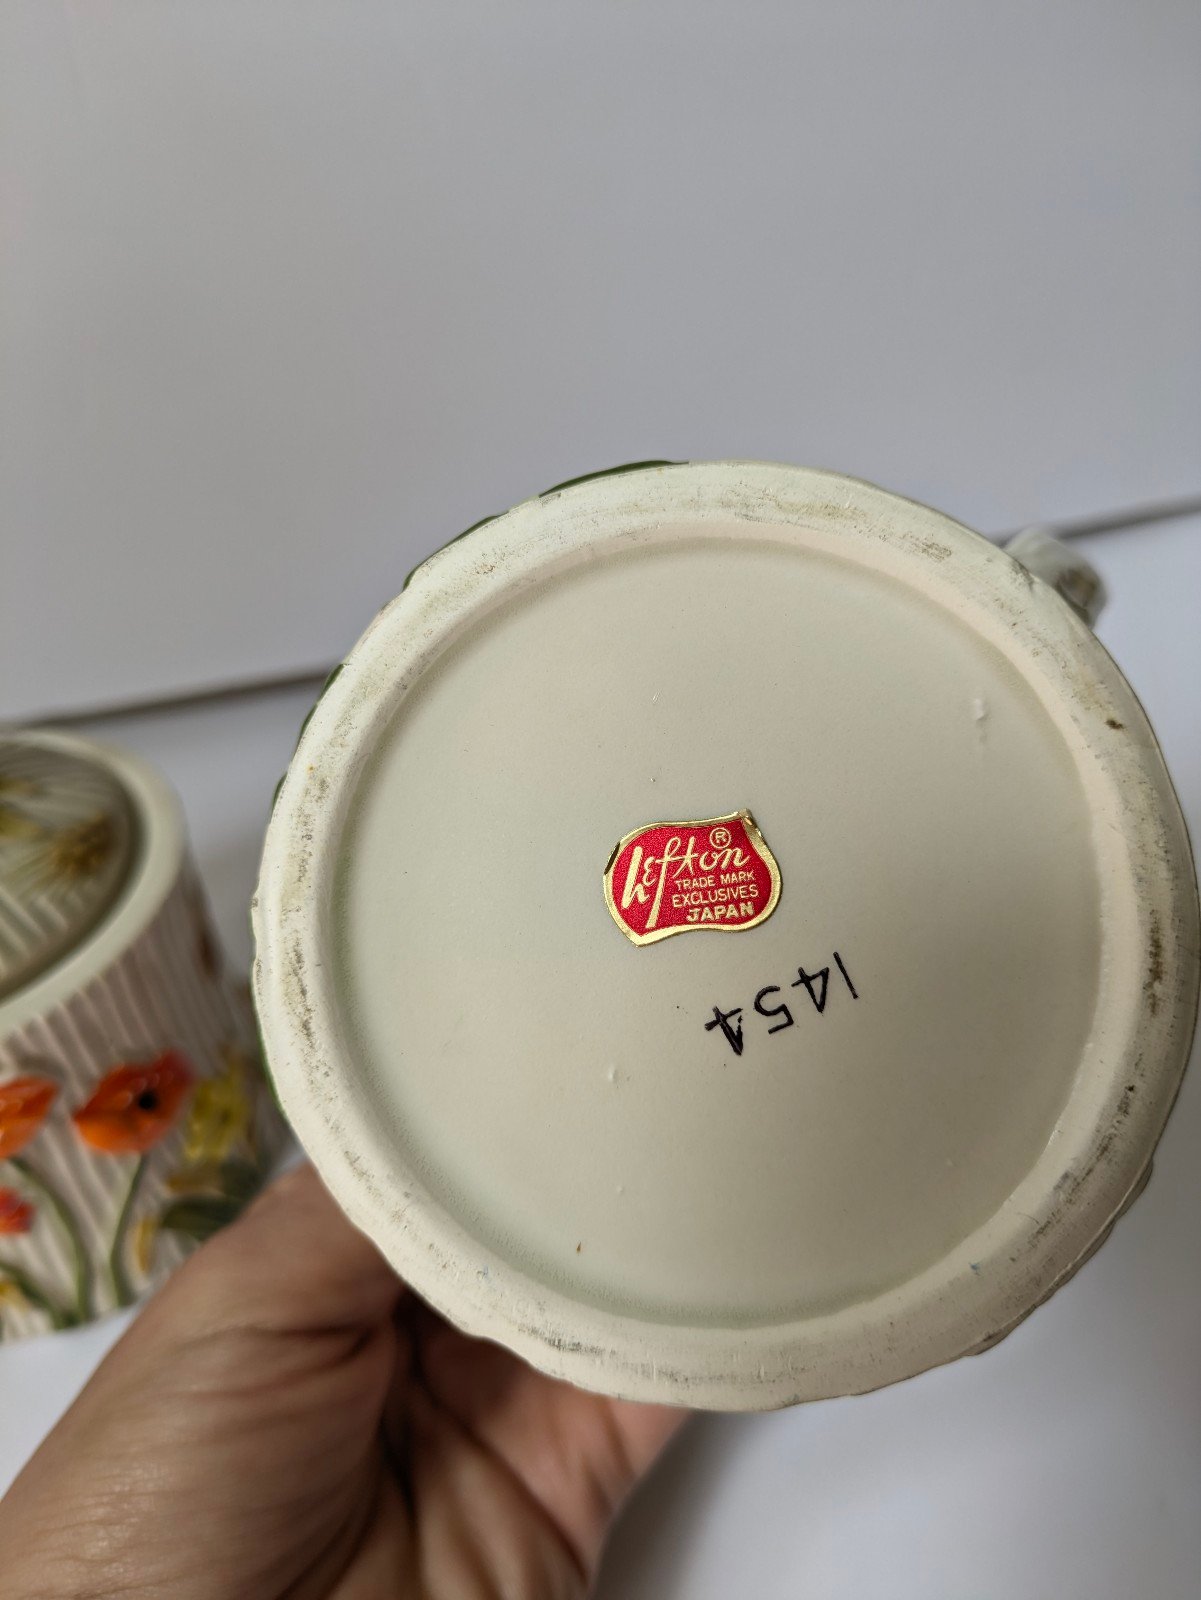 Lefton ®
TRADE MARK
EXCLUSIVES
JAPAN
1454